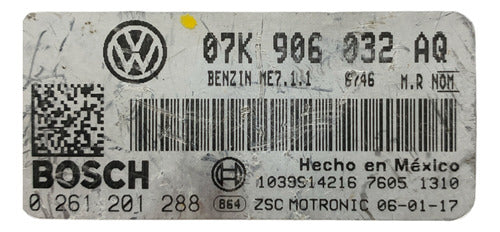 07K 906 032 AQ
BENZIN ME7.1.1 6746 M.R NOM
BOSCH
Hecho en México
1039S14216 7605 1310
0 261 201 288 864 ZSC MOTRONIC 06-01-17